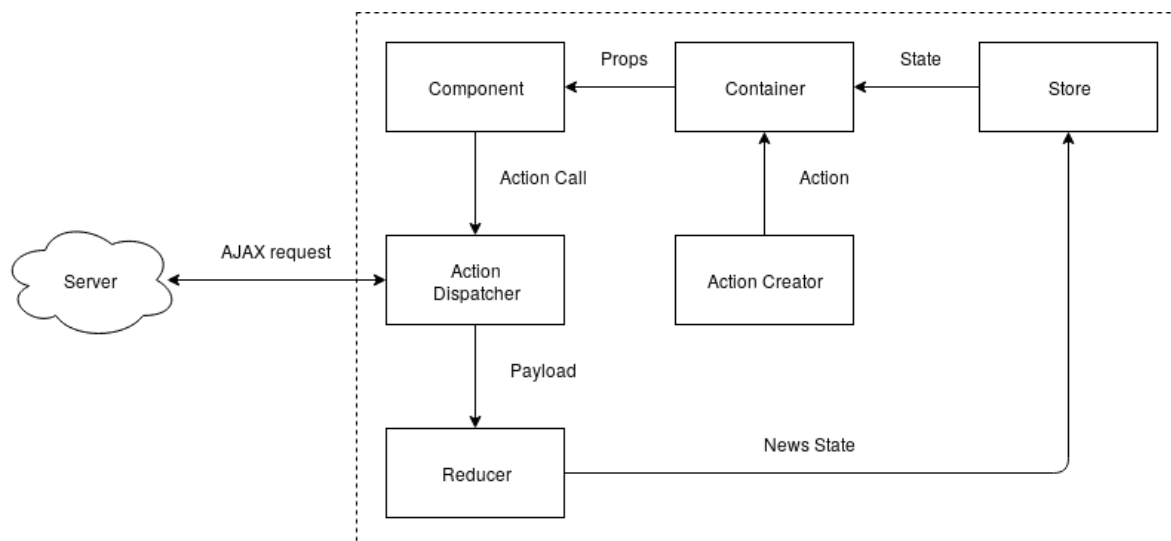 Props
State
Component
Container
Store
Action Call
Action
AJAX request
Server
Action
Dispatcher
Action Creator
Payload
News State
Reducer